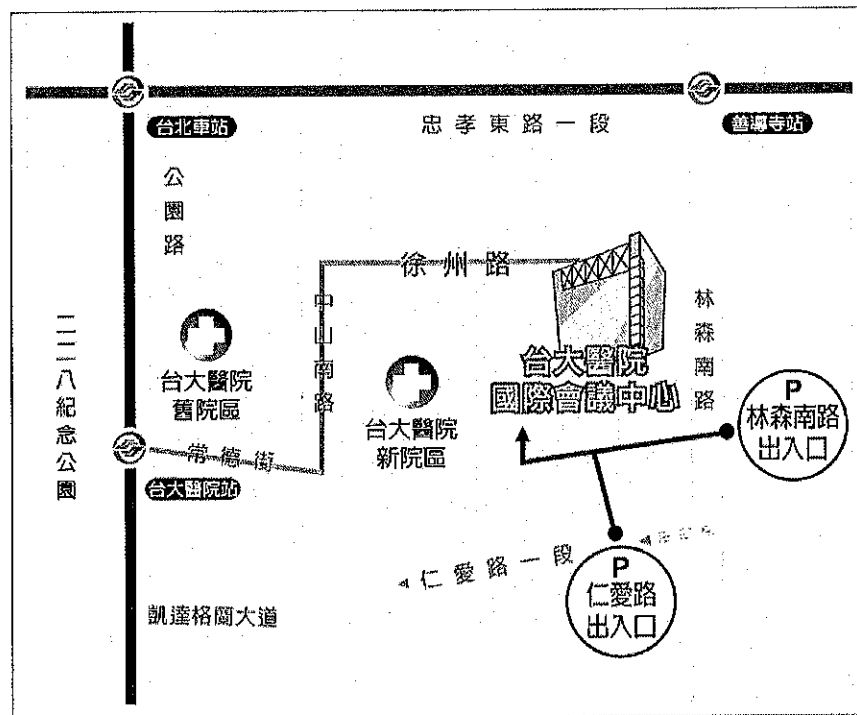 台北車站
忠孝東路一段
善導寺站
公園路
徐州路
中山南路
林森南路
二二八紀念公園
台大醫院
舊院區
台大醫院
新院區
台大醫院
國際會議中心
P
林森南路
出入口
常德街
台大醫院站
仁愛路一段
P
仁愛路
出入口
凱達格蘭大道